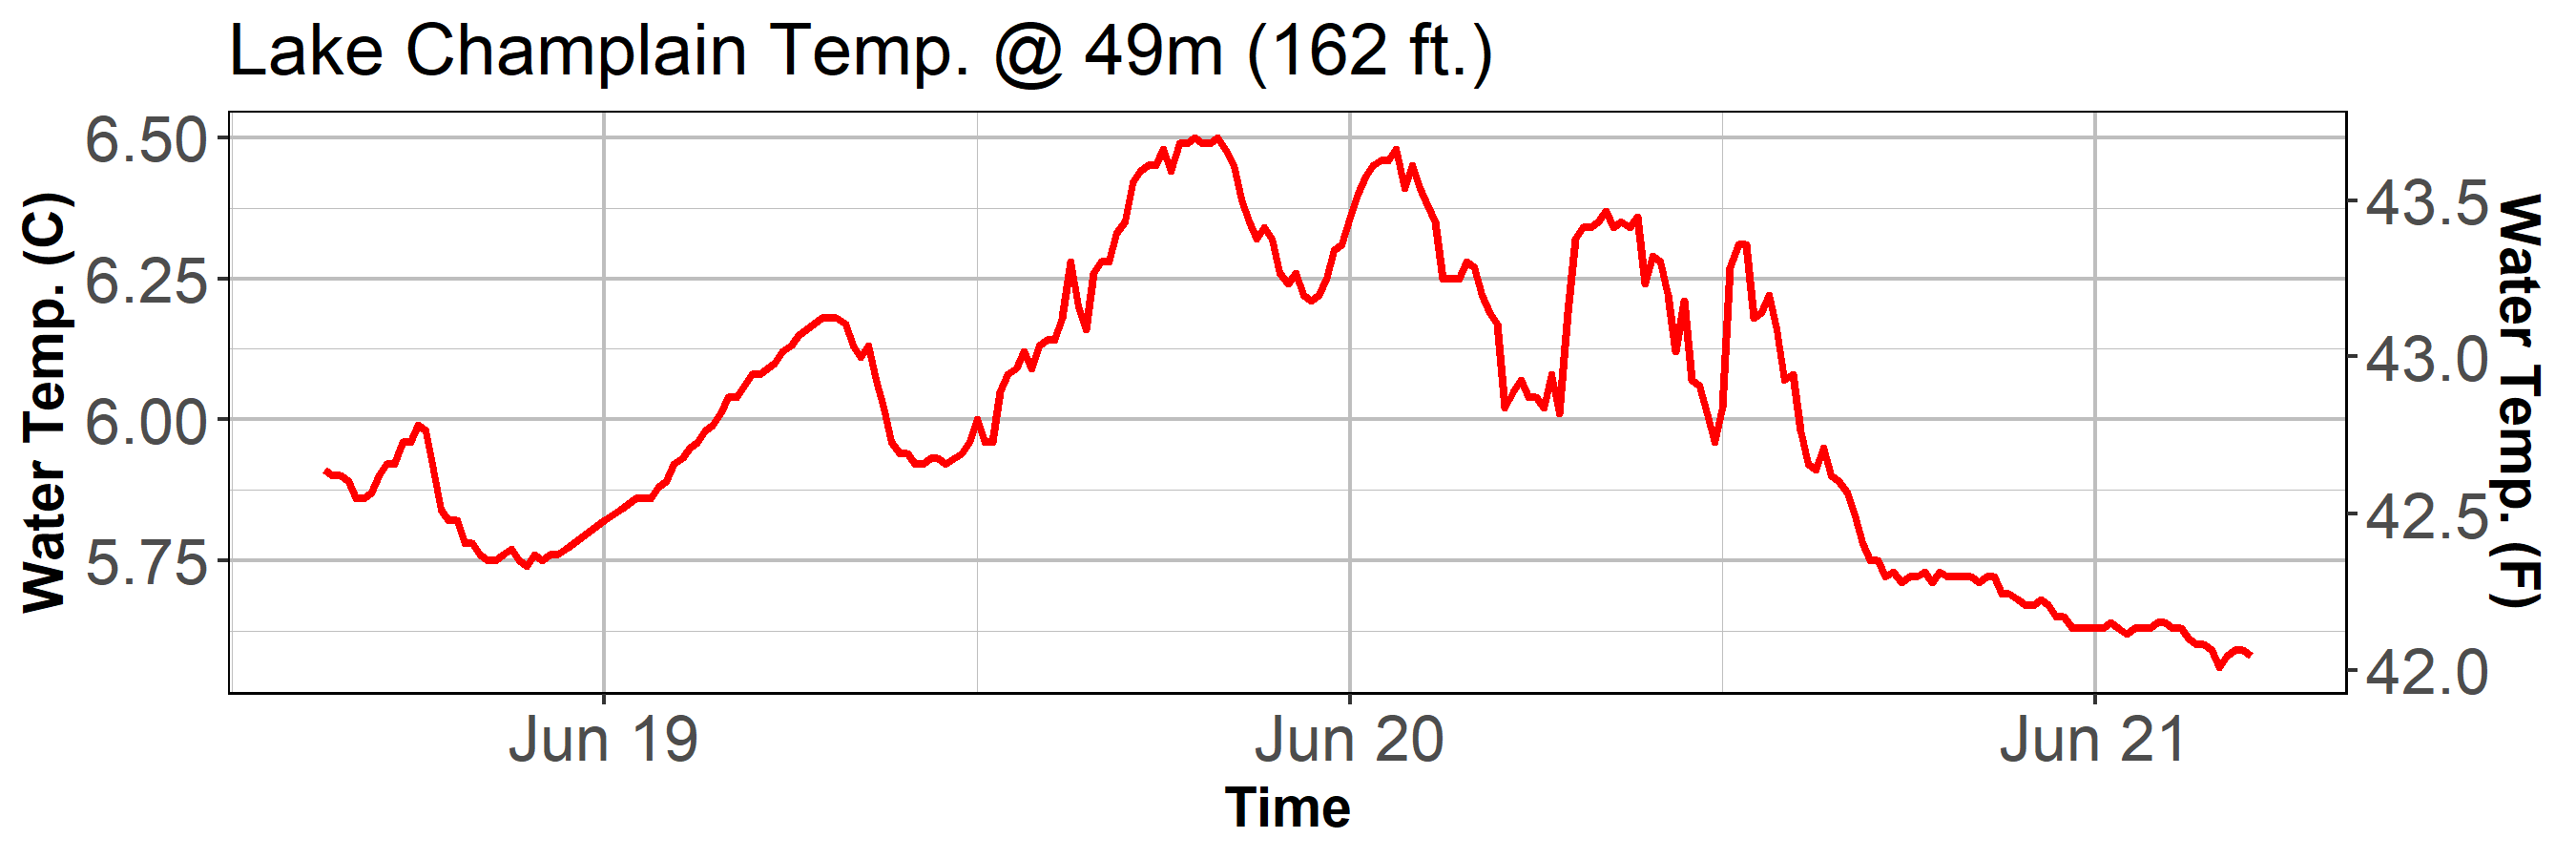 Lake Champlain Temp. @ 49m (162 ft.)
Water Temp. (C)
6.50
6.25
6.00
5.75
43.5
43.0
42.5
42.0
Water Temp. (F)
Jun 19 Jun 20 Jun 21
Time